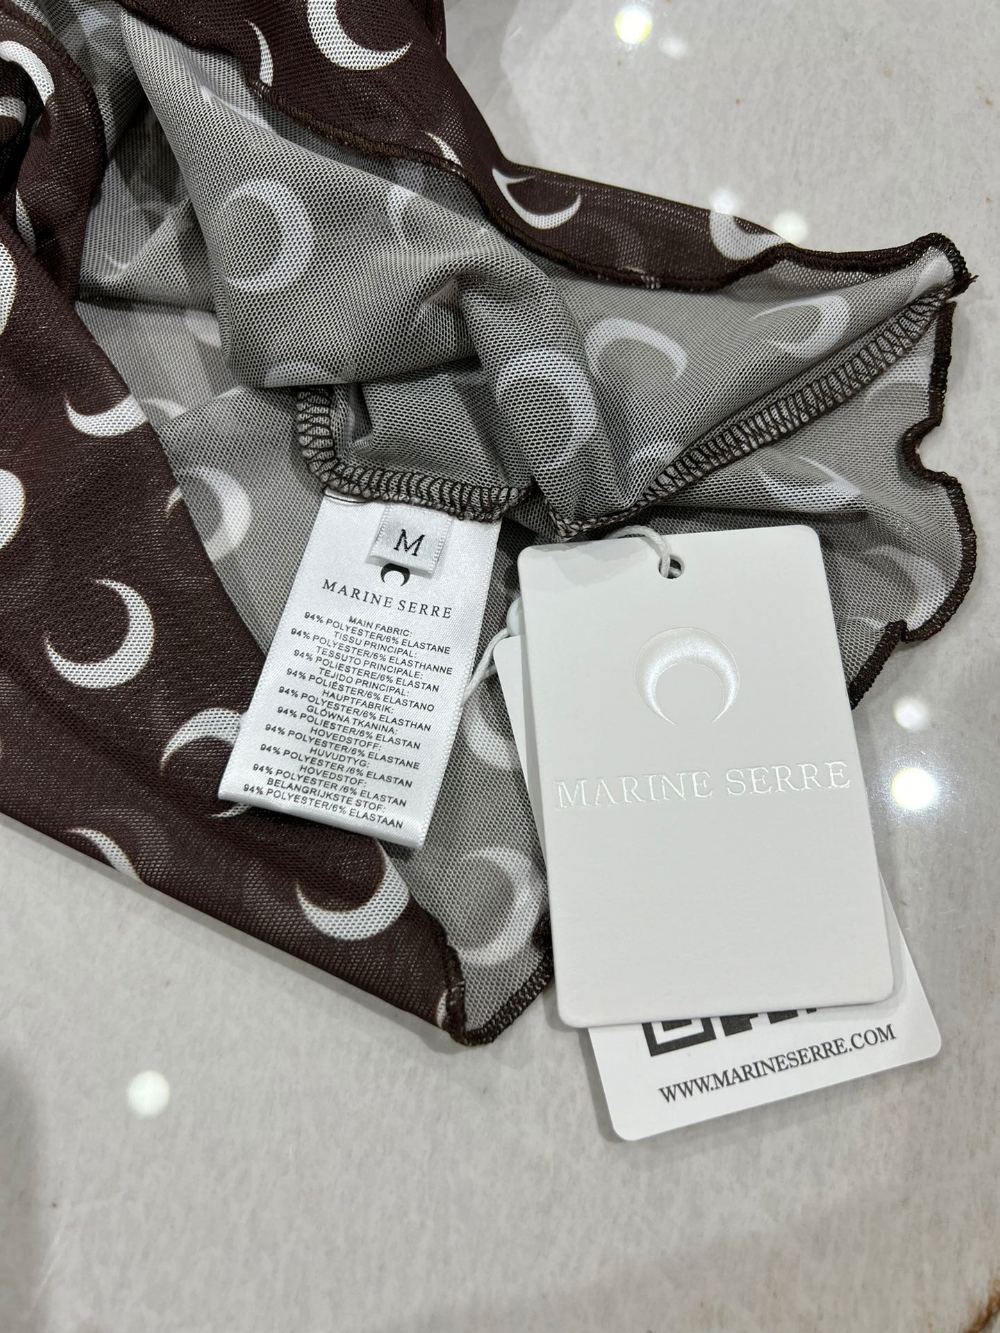 M
MARINE SERRE
MAIN FABRIC:
94% POLYESTER/6% ELASTANE
TISSU PRINCIPAL:
94% POLYESTER/6% ELASTHANNE
TESSUTO PRINCIPALE:
94% POLIESTERE/6% ELASTAN
TEJIDO PRINCIPAL:
94% POLIÉSTER/6% ELASTANO
HAUPTFABRIK:
94% POLYESTER/6% ELASTHAN
GŁÓWNA TKANINA:
94% POLIESTER/6% ELASTAN
HOVEDSTOFF:
94% POLYESTER/6% ELASTANE
HUVUDTYG:
94% POLYESTER /6% ELASTAN
HOVEDSTOF:
94% POLYESTER/6% ELASTAN
BELANGRIJKSTE STOF:
94% POLYESTER/6% ELASTAAN
MARINE SERRE
WWW.MARINESERRE.COM